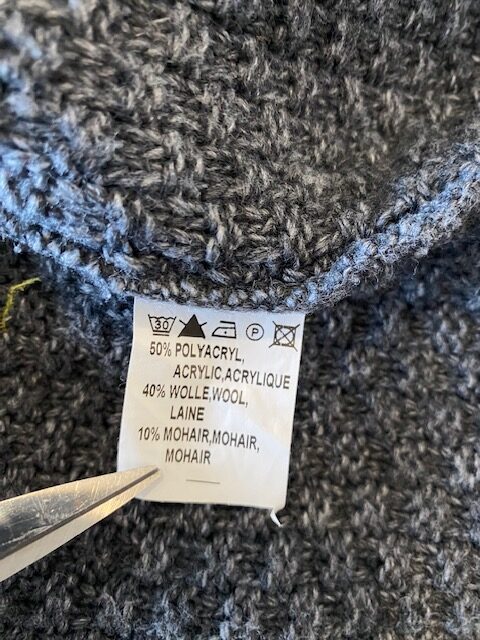 30 P
50% POLYACRYL,
ACRYLIC,ACRYLIQUE
40% WOLLE,WOOL,
LAINE
10% MOHAIR,MOHAIR,
MOHAIR